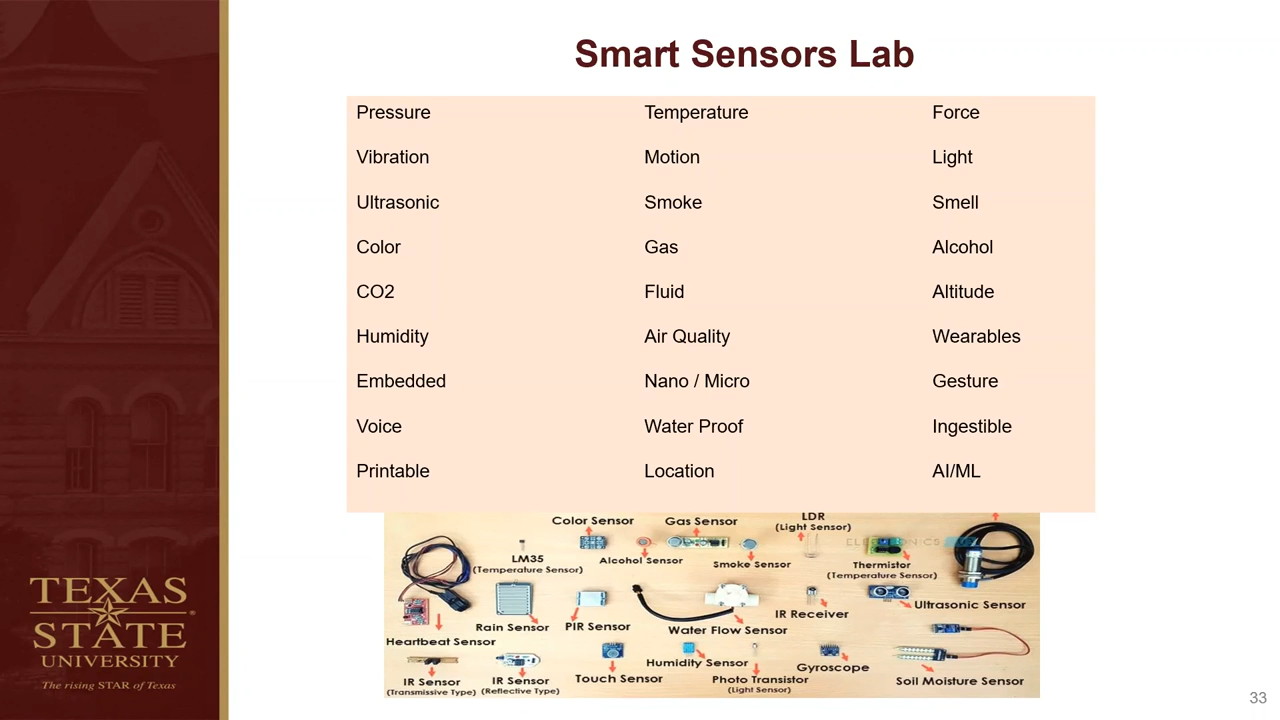 Smart Sensors Lab
Pressure Temperature Force
Vibration Motion Light
Ultrasonic Smoke Smell
Color Gas Alcohol
CO2 Fluid Altitude
Humidity Air Quality Wearables
Embedded Nano / Micro Gesture
Voice Water Proof Ingestible
Printable Location AI/ML
Color Sensor Gas Sensor LDR
(Light Sensor)
LM35
(Temperature Sensor)
Alcohol Sensor
Smoke Sensor
Thermistor
(Temperature Sensor)
Heartbeat Sensor
Rain Sensor
PIR Sensor
Water Flow Sensor
IR Receiver
Ultrasonic Sensor
IR Sensor
(Transmissive Type)
IR Sensor
(Reflective Type)
Touch Sensor
Humidity Sensor
Photo Transistor
(Light Sensor)
Gyroscope
Soil Moisture Sensor
TEXAS
STATE
®
UNIVERSITY
The rising STAR of Texas
33